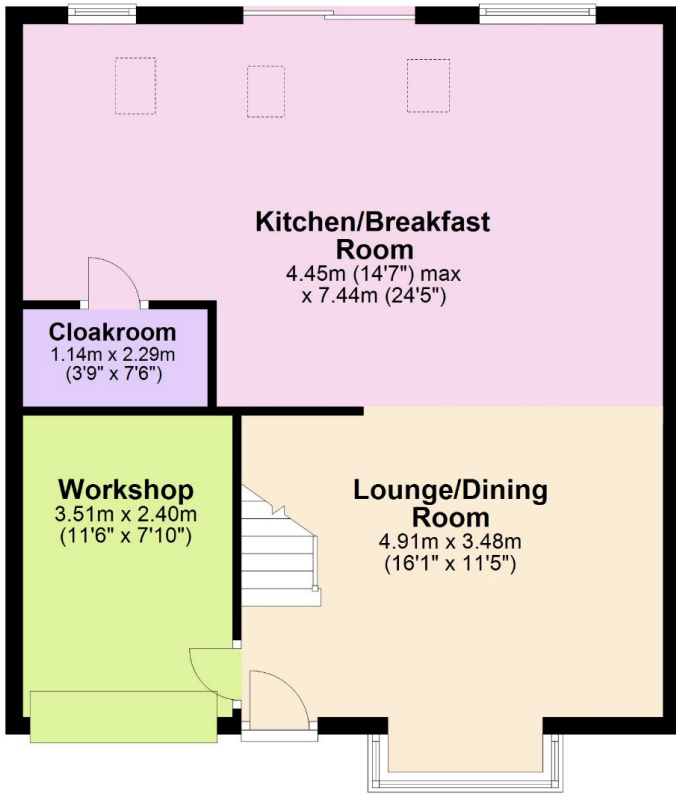 Kitchen/Breakfast
Room
4.45m (14'7") max
x 7.44m (24'5")
Cloakroom
1.14m x 2.29m
(3'9" x 7'6")
Workshop
3.51m x 2.40m
(11'6" x 7'10")
Lounge/Dining
Room
4.91m x 3.48m
(16'1" x 11'5")